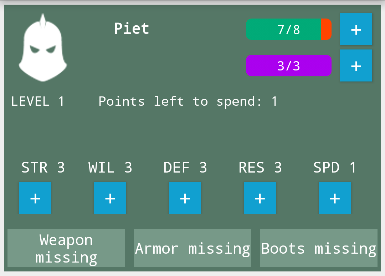 Piet
7/8
+
3/3
+
LEVEL 1 Points left to spend: 1
STR 3 WIL 3 DEF 3 RES 3 SPD 1
+ + + + +
Weapon
missing
Armor missing
Boots missing